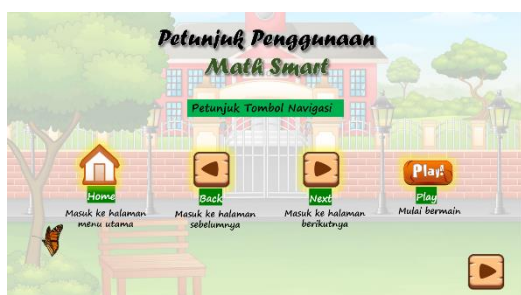 Petunjuk Penggunaan
Math Smart
Petunjuk Tombol Navigasi
Play!
Home
Back
Next
Play
Masuk ke halaman
menu utama
Masuk ke halaman
sebelumnya
Masuk ke halaman
berikutnya
Mulai bermain